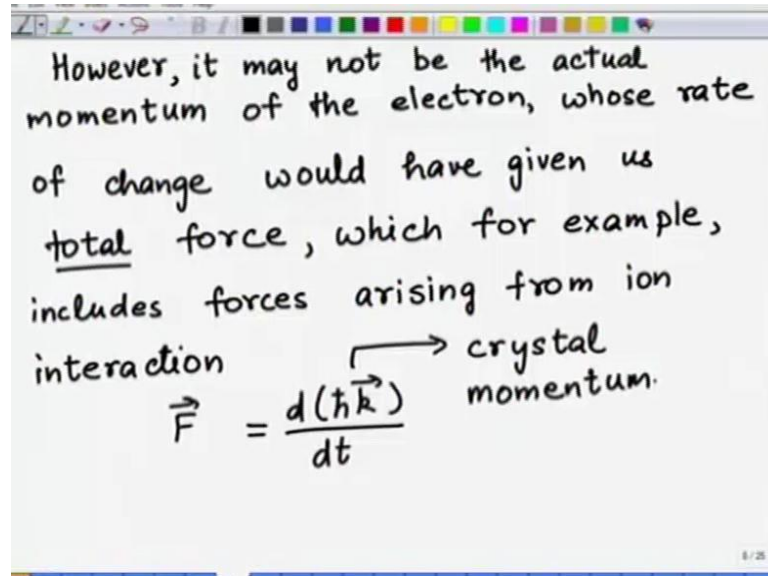 However, it may not be the actual
momentum of the electron, whose rate
of change would have given us
total force, which for example,
includes forces arising from ion
interaction → crystal
momentum.
F⃗ = d(ħk⃗)/dt